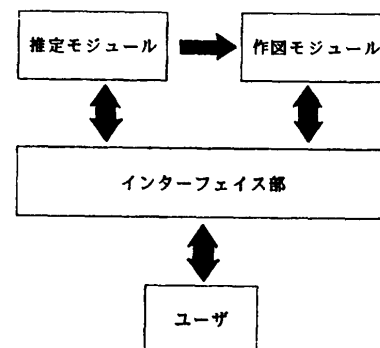 推定モジュール
作図モジュール
インターフェイス部
ユーザ